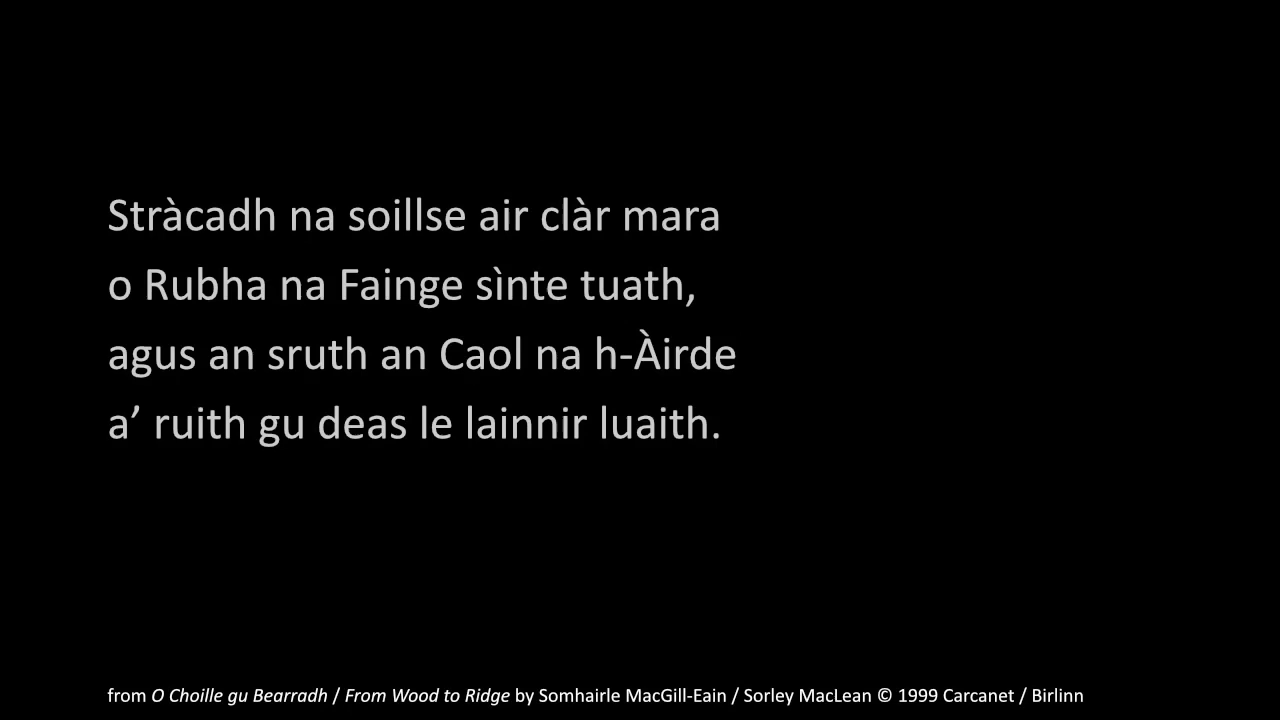 Stràcadh na soillse air clàr mara
o Rubha na Fainge sìnte tuath,
agus an sruth an Caol na h-Àirde
a’ ruith gu deas le lainnir luaith.
from O Choille gu Bearradh / From Wood to Ridge by Somhairle MacGill-Eain / Sorley MacLean © 1999 Carcanet / Birlinn